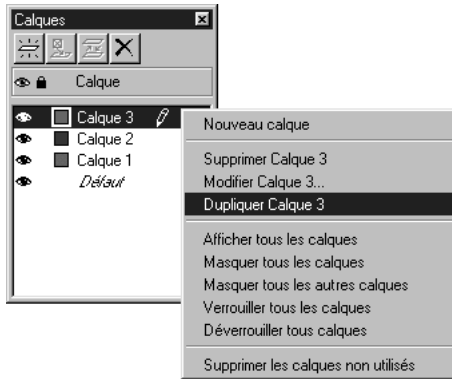 Calques
Calque
Calque 3
Calque 2
Calque 1
Défaut
Nouveau calque
Supprimer Calque 3
Modifier Calque 3...
Dupliquer Calque 3
Afficher tous les calques
Masquer tous les calques
Masquer tous les autres calques
Verrouiller tous les calques
Déverrouiller tous calques
Supprimer les calques non utilisés